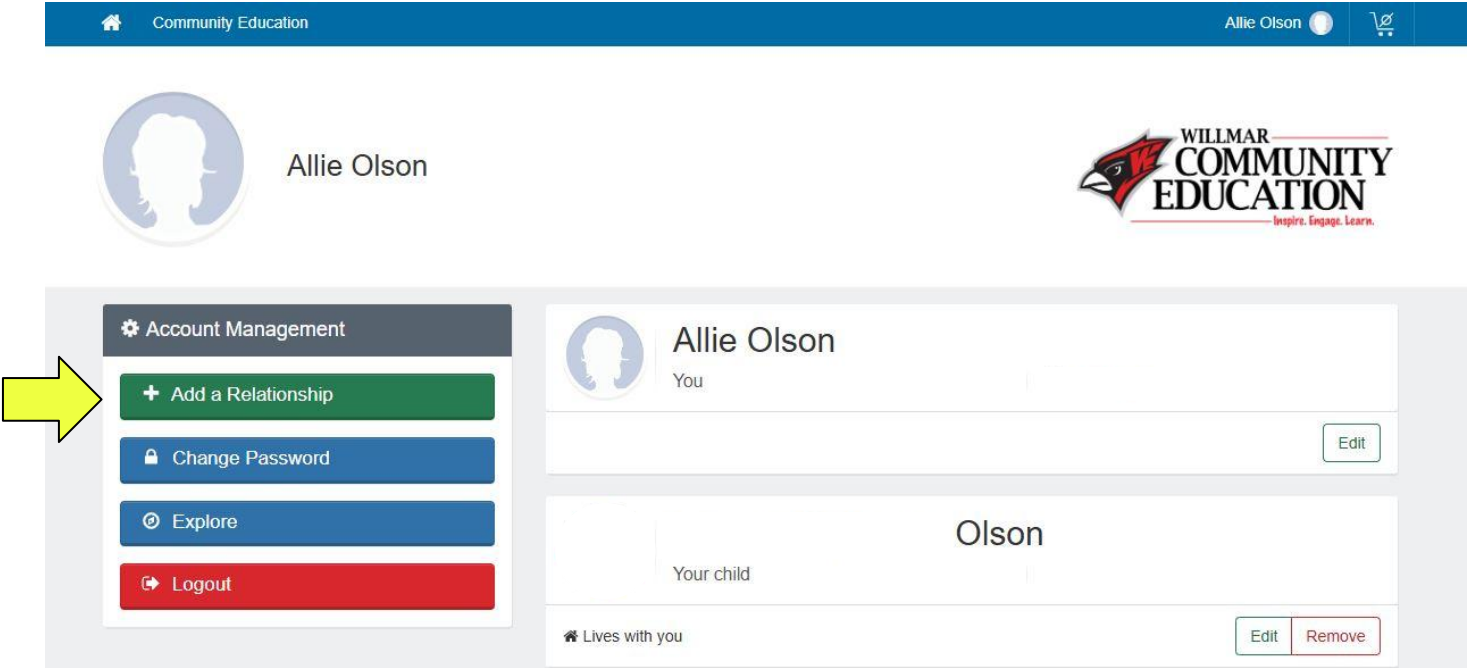 Community Education
Allie Olson
Allie Olson
WILLMAR
COMMUNITY
EDUCATION
Inspire. Engage. Learn.
Account Management
Add a Relationship
Change Password
Explore
Logout
Allie Olson
You
Edit
Olson
Your child
Lives with you
Edit Remove